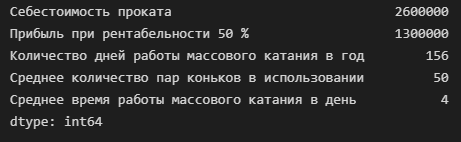 Себестоимость проката 2600000
Прибыль при рентабельности 50 % 1300000
Количество дней работы массового катания в год 156
Среднее количество пар коньков в использовании 50
Среднее время работы массового катания в день 4
dtype: int64